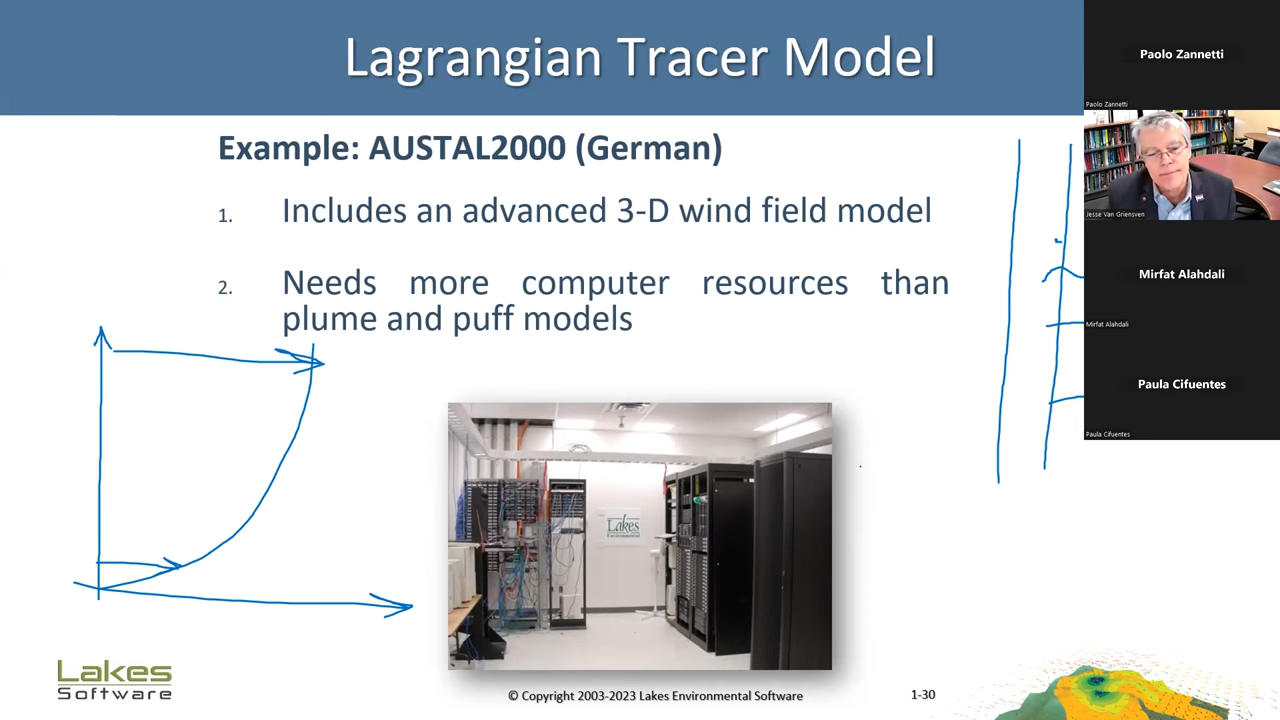 Lagrangian Tracer Model
Example: AUSTAL2000 (German)
1. Includes an advanced 3-D wind field model
2. Needs more computer resources than
plume and puff models
Lakes
Environmental
Lakes
Software
© Copyright 2003-2023 Lakes Environmental Software
1-30
Paolo Zannetti
Paolo Zannetti
Jesse Van Griensven
Mirfat Alahdali
Mirfat Alahdali
Paula Cifuentes
Paula Cifuentes